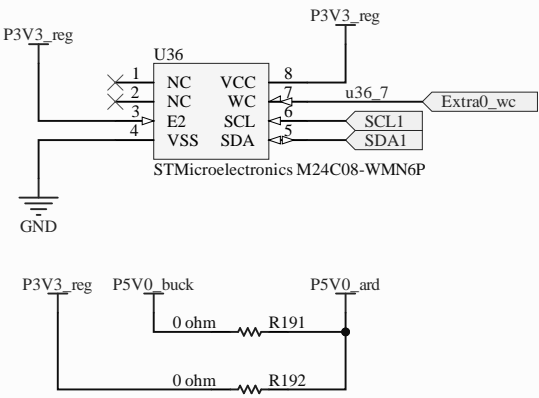 P3V3_reg
P3V3_reg
U36
1 NC VCC 8
2 NC WC 7 u36_7 Extra0_wc
3 E2 SCL 6 SCL1
4 VSS SDA 5 SDA1
STMicroelectronics M24C08-WMN6P
GND
P3V3_reg P5V0_buck P5V0_ard
0 ohm R191
0 ohm R192